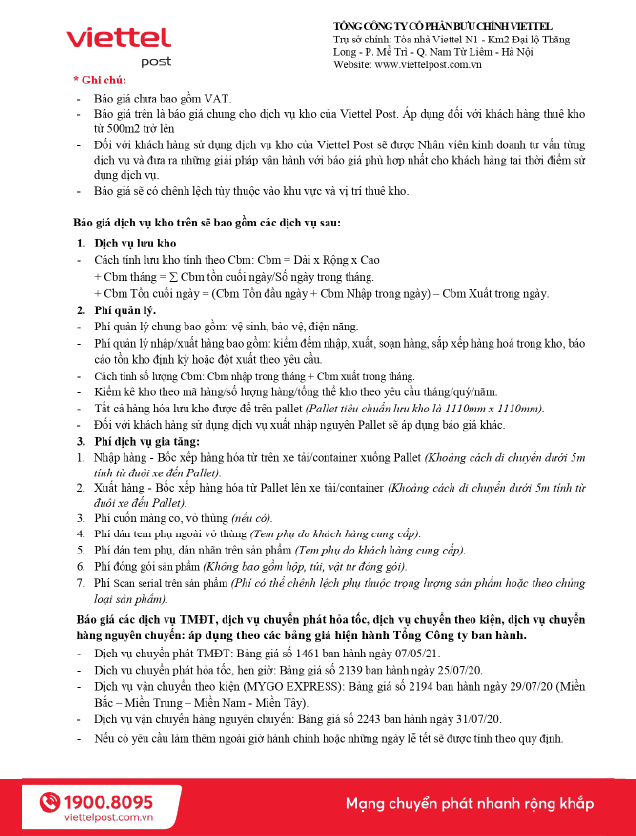 viettel
post
TỔNG CÔNG TY CỔ PHẦN BƯU CHÍNH VIETTEL
Trụ sở chính: Tòa nhà Viettel N1 - Km2 Đại lộ Thăng
Long - P. Mễ Trì - Q. Nam Từ Liêm - Hà Nội
Website: www.viettelpost.com.vn
* Ghi chú:
- Báo giá chưa bao gồm VAT.
- Báo giá trên là báo giá chung cho dịch vụ kho của Viettel Post. Áp dụng đối với khách hàng thuê kho
từ 500m2 trở lên
- Đối với khách hàng sử dụng dịch vụ kho của Viettel Post sẽ được Nhân viên kinh doanh tư vấn từng
dịch vụ và đưa ra những giải pháp vận hành với báo giá phù hợp nhất cho khách hàng tại thời điểm sử
dụng dịch vụ.
- Báo giá sẽ có chênh lệch tùy thuộc vào khu vực và vị trí thuê kho.
Báo giá dịch vụ kho trên sẽ bao gồm các dịch vụ sau:
1. Dịch vụ lưu kho
- Cách tính lưu kho tính theo Cbm: Cbm = Dài x Rộng x Cao
+ Cbm tháng = ∑ Cbm tồn cuối ngày/Số ngày trong tháng.
+ Cbm Tồn cuối ngày = (Cbm Tồn đầu ngày + Cbm Nhập trong ngày) – Cbm Xuất trong ngày.
2. Phí quản lý.
- Phí quản lý chung bao gồm: vệ sinh, bảo vệ, điện năng.
- Phí quản lý nhập/xuất hàng bao gồm: kiểm đếm nhập, xuất, soạn hàng, sắp xếp hàng hoá trong kho, báo
cáo tồn kho định kỳ hoặc đột xuất theo yêu cầu.
- Cách tính số lượng Cbm: Cbm nhập trong tháng + Cbm xuất trong tháng.
- Kiểm kê kho theo mã hàng/số lượng hàng/tổng thể kho theo yêu cầu tháng/quý/năm.
- Tất cả hàng hóa lưu kho được để trên pallet (Pallet tiêu chuẩn lưu kho là 1110mm x 1110mm).
- Đối với khách hàng sử dụng dịch vụ xuất nhập nguyên Pallet sẽ áp dụng báo giá khác.
3. Phí dịch vụ gia tăng:
1. Nhập hàng - Bốc xếp hàng hóa từ trên xe tải/container xuống Pallet (Khoảng cách di chuyển dưới 5m
tính từ đuôi xe đến Pallet).
2. Xuất hàng - Bốc xếp hàng hóa từ Pallet lên xe tải/container (Khoảng cách di chuyển dưới 5m tính từ
đuôi xe đến Pallet).
3. Phí cuốn màng co, vỏ thùng (nếu có).
4. Phí dán tem phụ ngoài vỏ thùng (Tem phụ do khách hàng cung cấp).
5. Phí dán tem phụ, dán nhãn trên sản phẩm (Tem phụ do khách hàng cung cấp).
6. Phí đóng gói sản phẩm (Không bao gồm hộp, túi, vật tư đóng gói).
7. Phí Scan serial trên sản phẩm (Phí có thể chênh lệch phụ thuộc trọng lượng sản phẩm hoặc theo chủng
loại sản phẩm).
Báo giá các dịch vụ TMĐT, dịch vụ chuyển phát hỏa tốc, dịch vụ chuyển theo kiện, dịch vụ chuyển
hàng nguyên chuyến: áp dụng theo các bảng giá hiện hành Tổng Công ty ban hành.
- Dịch vụ chuyển phát TMĐT: Bảng giá số 1461 ban hành ngày 07/05/21.
- Dịch vụ chuyển phát hỏa tốc, hẹn giờ: Bảng giá số 2139 ban hành ngày 25/07/20.
- Dịch vụ vận chuyển theo kiện (MYGO EXPRESS): Bảng giá số 2194 ban hành ngày 29/07/20 (Miền
Bắc – Miền Trung – Miền Nam - Miền Tây).
- Dịch vụ vận chuyển hàng nguyên chuyến: Bảng giá số 2243 ban hành ngày 31/07/20.
- Nếu có yêu cầu làm thêm ngoài giờ hành chính hoặc những ngày lễ tết sẽ được tính theo quy định.
1900.8095
viettelpost.com.vn
Mạng chuyển phát nhanh rộng khắp